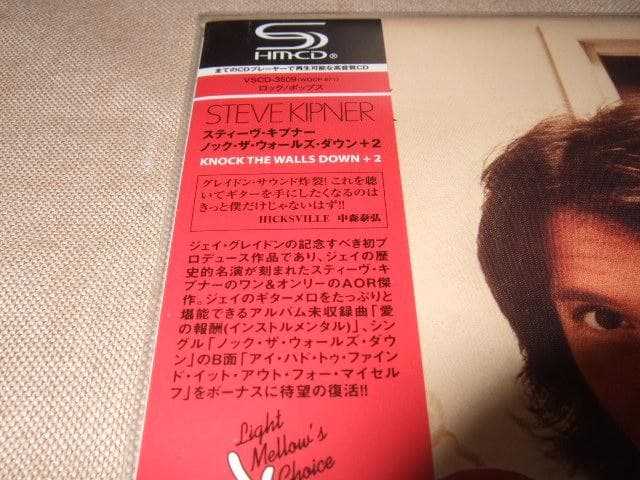 SHM-CD®
全てのCDプレーヤーで再生可能な高音質CD
VSCD-3509(WQCP-871)
ロック/ポップス
STEVE KIPNER
スティーヴ・キプナー
ノック・ザ・ウォールズ・ダウン+2
KNOCK THE WALLS DOWN + 2
グレイドン・サウンド炸裂! これを聴
いてギターを手にしたくなるのは
きっと僕だけじゃないはず!!
HICKSVILLE 中森泰弘
ジェイ・グレイドンの記念すべき初プ
ロデュース作品であり、ジェイの歴
史的名演が刻まれたスティーヴ・キ
プナーのワン&オンリーのAOR傑
作。ジェイのギターメロをたっぷりと
堪能できるアルバム未収録曲「愛
の報酬(インストルメンタル)」、シン
グル「ノック・ザ・ウォールズ・ダウ
ン」のB面「アイ・ハド・トゥ・ファイン
ド・イット・アウト・フォー・マイセル
フ」をボーナスに待望の復活!!
Light
Mellow's
Choice